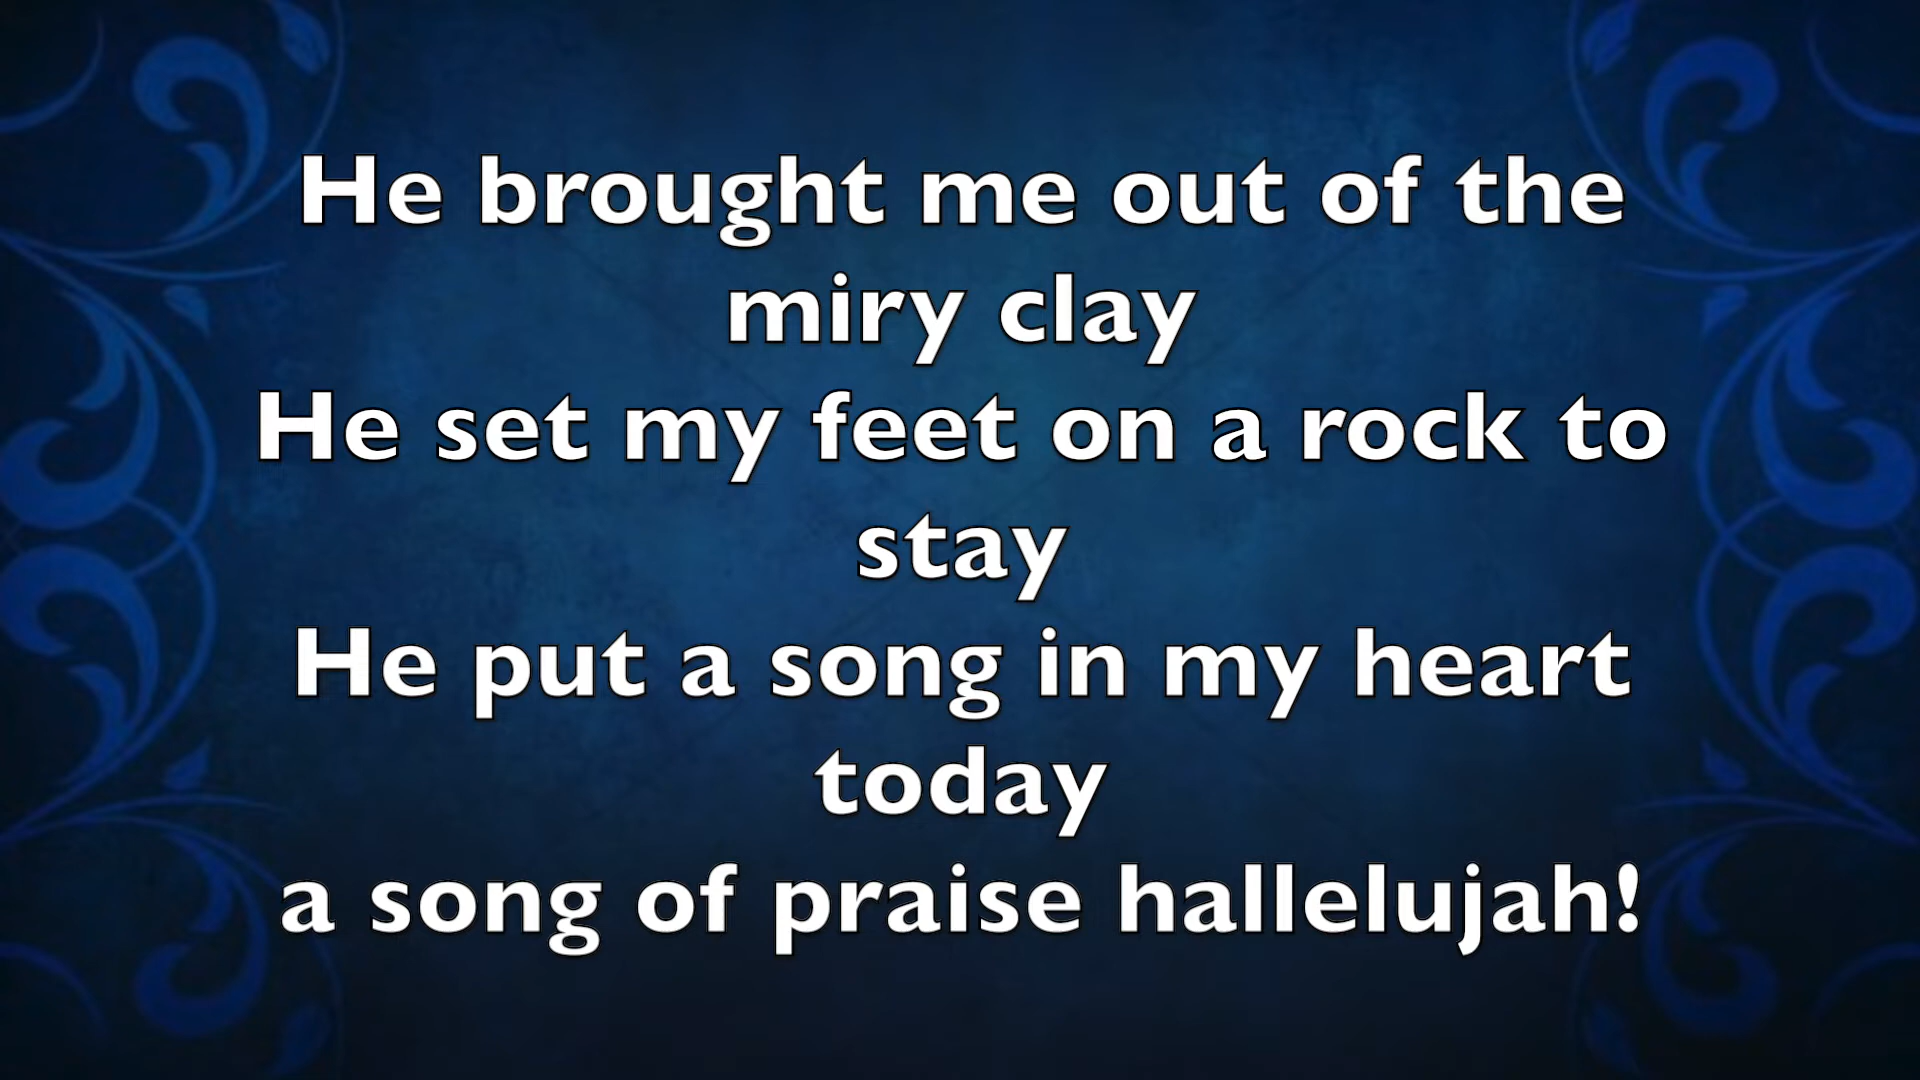 He brought me out of the
miry clay
He set my feet on a rock to
stay
He put a song in my heart
today
a song of praise hallelujah!